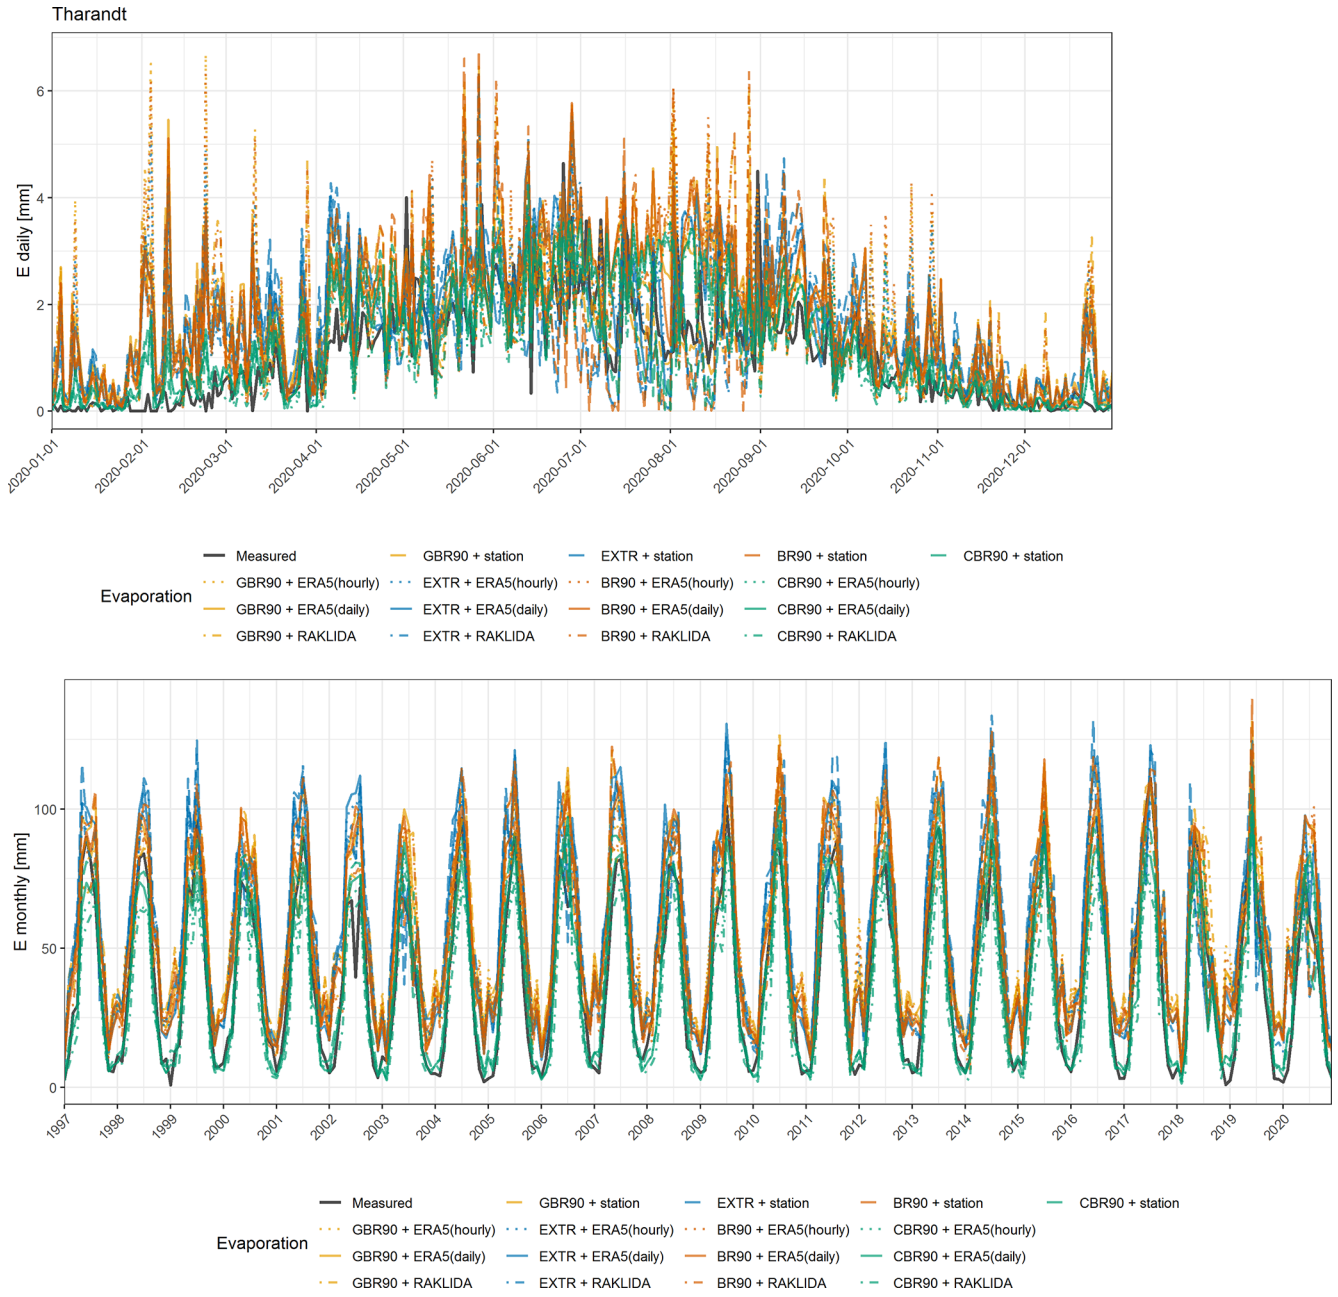 Tharandt
E daily [mm]
6
4
2
0
2020-01-01 2020-02-01 2020-03-01 2020-04-01 2020-05-01 2020-06-01 2020-07-01 2020-08-01 2020-09-01 2020-10-01 2020-11-01 2020-12-01
Measured GBR90 + station EXTR + station BR90 + station CBR90 + station
GBR90 + ERA5(hourly) EXTR + ERA5(hourly) BR90 + ERA5(hourly) CBR90 + ERA5(hourly)
Evaporation
GBR90 + ERA5(daily) EXTR + ERA5(daily) BR90 + ERA5(daily) CBR90 + ERA5(daily)
GBR90 + RAKLIDA EXTR + RAKLIDA BR90 + RAKLIDA CBR90 + RAKLIDA
E monthly [mm]
100
50
0
1997 1998 1999 2000 2001 2002 2003 2004 2005 2006 2007 2008 2009 2010 2011 2012 2013 2014 2015 2016 2017 2018 2019 2020
Measured GBR90 + station EXTR + station BR90 + station CBR90 + station
GBR90 + ERA5(hourly) EXTR + ERA5(hourly) BR90 + ERA5(hourly) CBR90 + ERA5(hourly)
Evaporation
GBR90 + ERA5(daily) EXTR + ERA5(daily) BR90 + ERA5(daily) CBR90 + ERA5(daily)
GBR90 + RAKLIDA EXTR + RAKLIDA BR90 + RAKLIDA CBR90 + RAKLIDA